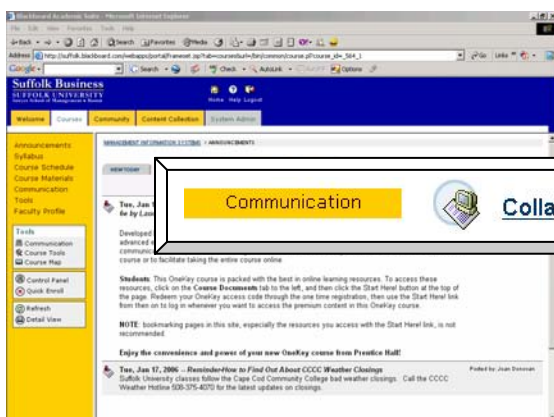 Blackboard Academic Suite - Microsoft Internet Explorer
File Edit View Favorites Tools Help
Back Search Favorites Media
Address http://suffolk.blackboard.com/webapps/portal/frameset.jsp?tab=courses&url=/bin/common/course.pl?course_id=_564_1 Go Links
Google Search Check AutoLink Options
Suffolk Business
SUFFOLK UNIVERSITY
Home Help Logout
Welcome Courses Community Content Collection System Admin
MANAGEMENT INFORMATION SYSTEMS > ANNOUNCEMENTS
Announcements
Syllabus
Course Schedule
Course Materials
Communication
Tools
Faculty Profile
VIEW TODAY
Communication Colla
Tools
Communication
Course Tools
Course Map
Control Panel
Quick Enroll
Refresh
Detail View
Tue, Jan 1
6e by
Developed
advanced e
communica
course or to facilitate taking the entire course online
Students: This OneKey course is packed with the best in online learning resources. To access these
resources, click on the Course Documents tab to the left, and then click the Start Here! button at the top of
the page. Redeem your OneKey access code through the one time registration, then use the Start Here! link
from then on to log in whenever you want to access the premium content in this OneKey course.
NOTE: bookmarking pages in this site, especially the resources you access with the Start Here! link, is not
recommended.
Enjoy the convenience and power of your new OneKey course from Prentice Hall!
Tue, Jan 17, 2006 -- Reminder-How to Find Out About CCCC Weather Closings Posted by Joan Donovan
Suffolk University classes follow the Cape Cod Community College bad weather closings. Call the CCCC
Weather Hotline 508-375-4070 for the latest updates on closings.